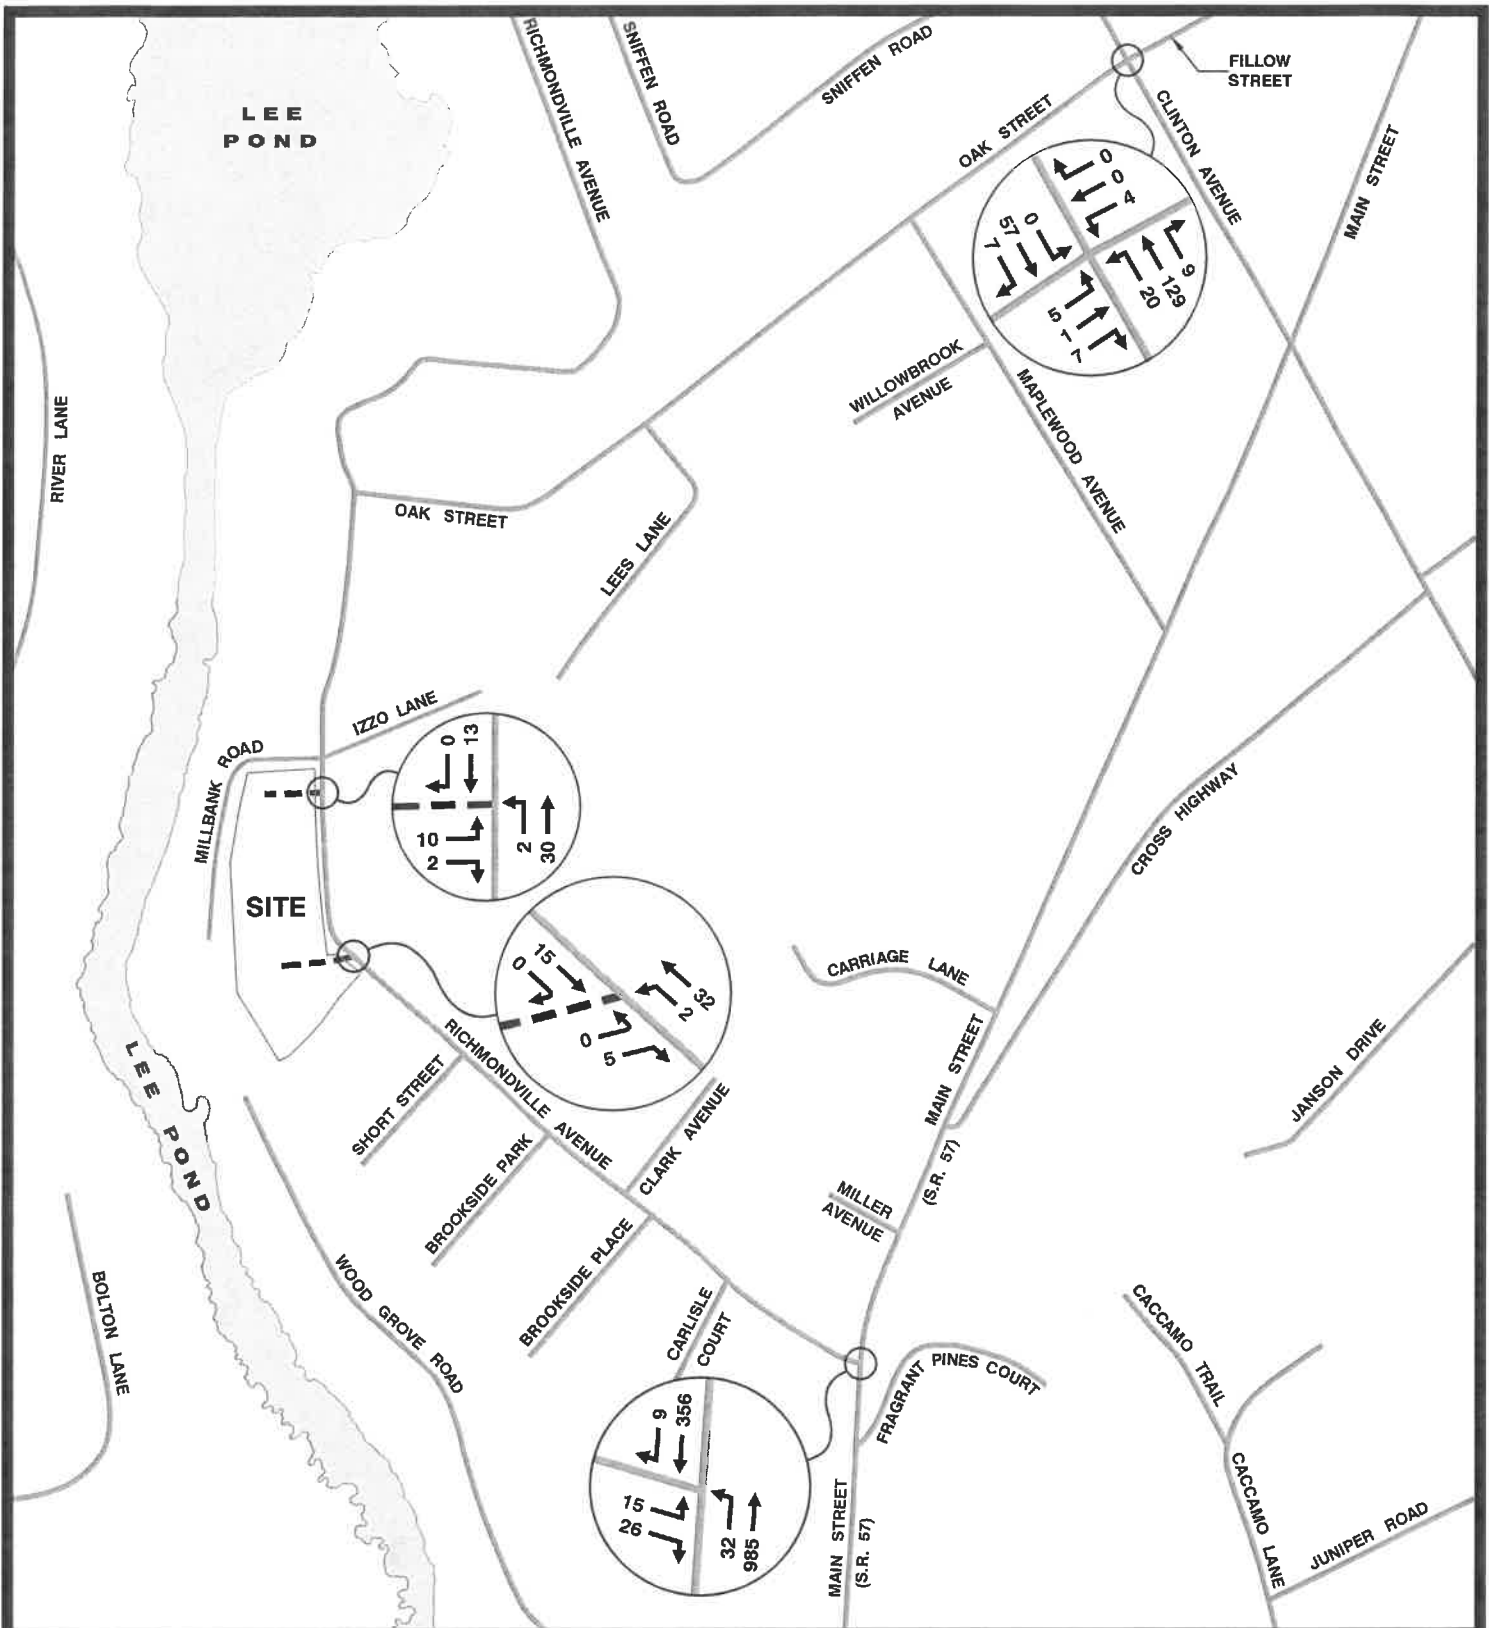 LEE
POND
RICHMONDVILLE AVENUE
SNIFFEN ROAD
SNIFFEN ROAD
FILLOW
STREET
OAK STREET
CLINTON AVENUE
MAIN STREET
0
0
4
0
57
7
9
129
20
5
1
7
WILLOWBROOK
AVENUE
MAPLEWOOD AVENUE
RIVER LANE
OAK STREET
LEES LANE
IZZO LANE
MILLBANK ROAD
0
13
10
2
2
30
CROSS HIGHWAY
SITE
15
0
32
2
0
5
CARRIAGE LANE
LEE POND
RICHMONDVILLE AVENUE
SHORT STREET
BROOKSIDE PARK
CLARK AVENUE
BROOKSIDE PLACE
MAIN STREET
(S.R. 57)
JANSON DRIVE
MILLER
AVENUE
WOOD GROVE ROAD
BOLTON LANE
CARLISLE
COURT
FRAGRANT PINES COURT
CACCAMO TRAIL
9
356
15
26
32
985
MAIN STREET
(S.R. 57)
CACCAMO LANE
JUNIPER ROAD